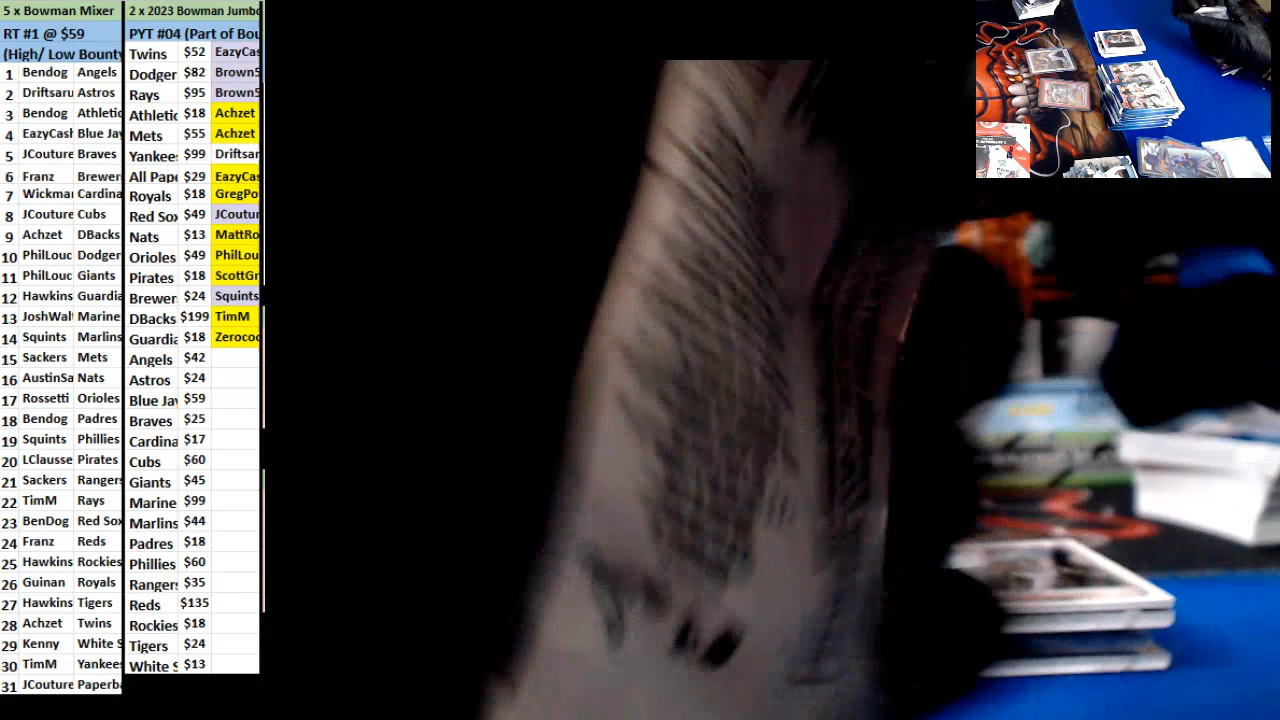 5 x Bowman Mixer 2 x 2023 Bowman Jumbo
RT #1 @ $59 PYT #04 (Part of Bou
(High/ Low Bounty Twins $52 EazyCas
1 Bendog Angels Dodger $82 Brown5
2 Driftsaru Astros Rays $95 Brown5
3 Bendog Athletic Athletic $18 Achzet
4 EazyCash Blue Jay Mets $55 Achzet
5 JCouture Braves Yankee $99 Driftsar
6 Franz Brewer All Pape $29 EazyCas
7 Wickmar Cardina Royals $18 GregPo
8 JCouture Cubs Red Sox $49 JCoutur
9 Achzet DBacks Nats $13 MattRo
10 PhilLouc Dodger Orioles $49 PhilLou
11 PhilLouc Giants Pirates $18 ScottGr
12 Hawkins Guardia Brewer $24 Squints
13 JoshWal Marine DBacks $199 TimM
14 Squints Marlins Guardia $18 Zerocoo
15 Sackers Mets Angels $42
16 AustinSa Nats Astros $24
17 Rossetti Orioles Blue Jay $59
18 Bendog Padres Braves $25
19 Squints Phillies Cardina $17
20 LClausse Pirates Cubs $60
21 Sackers Rangers Giants $45
22 TimM Rays Marine $99
23 BenDog Red Sox Marlins $44
24 Franz Reds Padres $18
25 Hawkins Rockies Phillies $60
26 Guinan Royals Rangers $35
27 Hawkins Tigers Reds $135
28 Achzet Twins Rockies $18
29 Kenny White S Tigers $24
30 TimM Yankee White S $13
31 JCouture Paperba